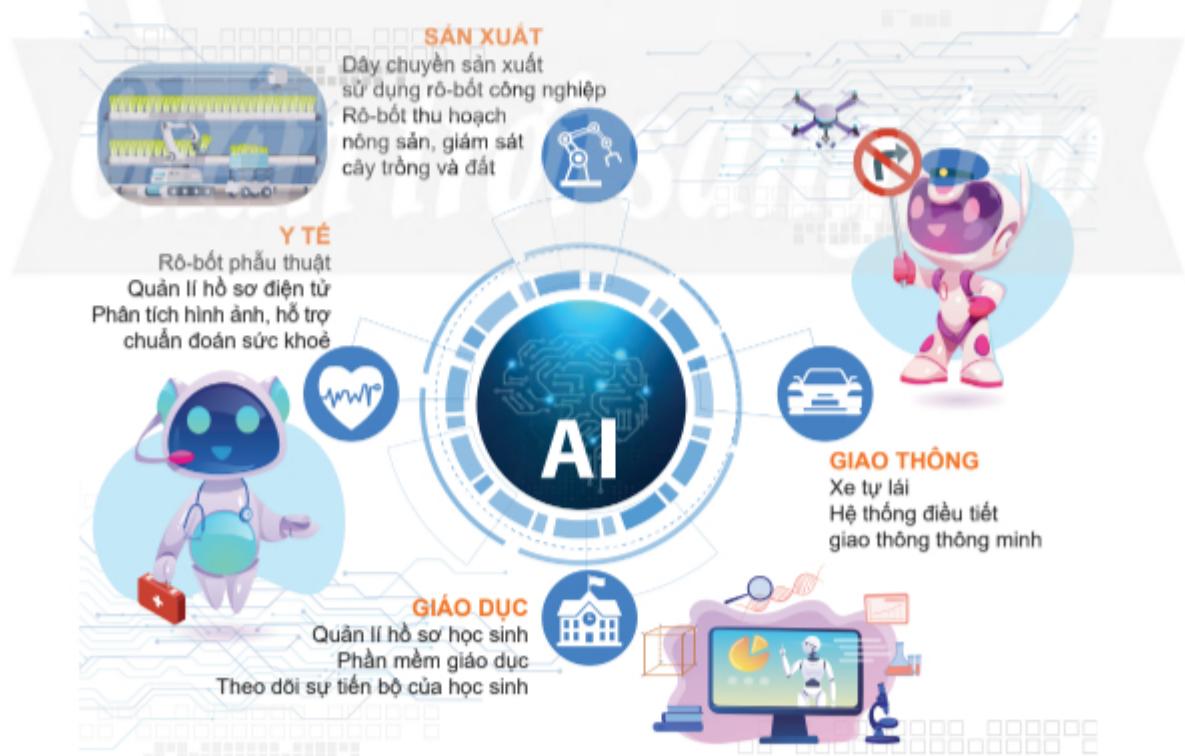 SẢN XUẤT
Dây chuyền sản xuất
sử dụng rô-bốt công nghiệp
Rô-bốt thu hoạch
nông sản, giám sát
cây trồng và đất
Y TẾ
Rô-bốt phẫu thuật
Quản lí hồ sơ điện tử
Phân tích hình ảnh, hỗ trợ
chuẩn đoán sức khoẻ
AI
GIAO THÔNG
Xe tự lái
Hệ thống điều tiết
giao thông thông minh
GIÁO DỤC
Quản lí hồ sơ học sinh
Phần mềm giáo dục
Theo dõi sự tiến bộ của học sinh